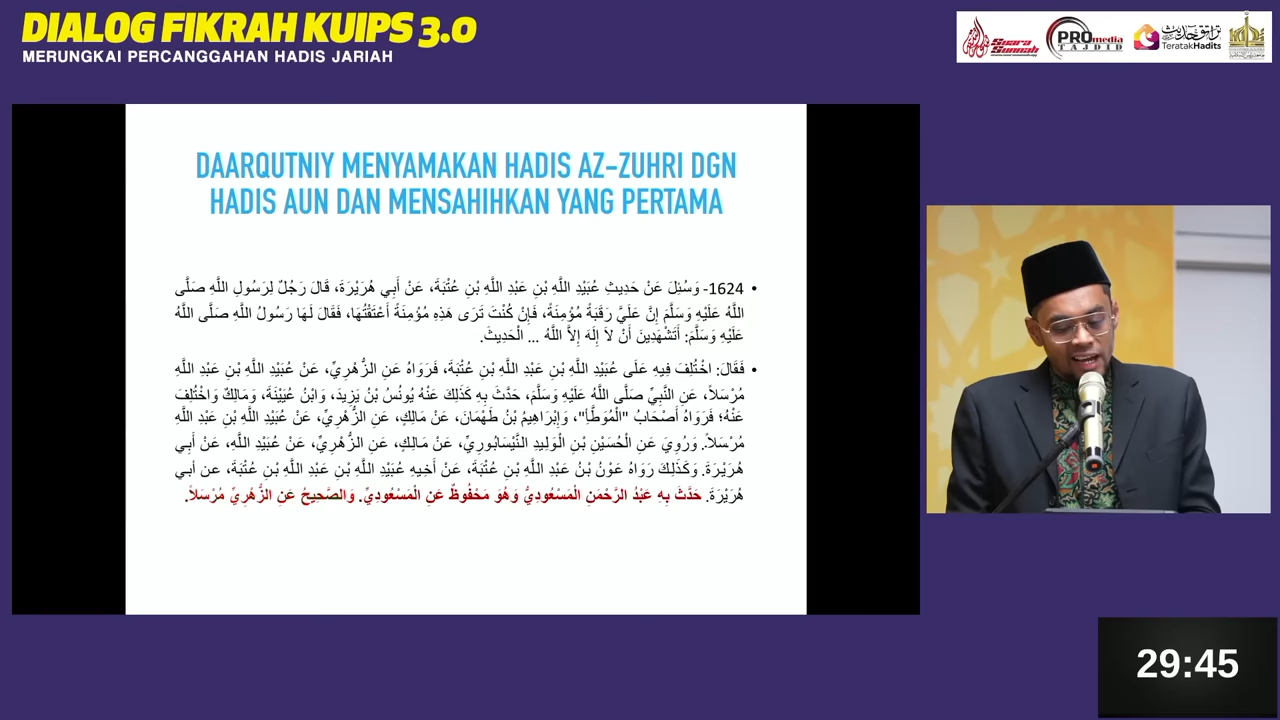 DIALOG FIKRAH KUIPS 3.0
MERUNGKAI PERCANGGAHAN HADIS JARIAH
Suara
Sunnah
PROmedia
TAJDID
TeratakHadits
DAARQUTNIY MENYAMAKAN HADIS AZ-ZUHRI DGN
HADIS AUN DAN MENSAHIHKAN YANG PERTAMA
• 1624- وَسُئِلَ عَنْ حَدِيثِ عُبَيْدِ اللَّهِ بْنِ عَبْدِ اللَّهِ بْنِ عُتْبَةَ، عَنْ أَبِي هُرَيْرَةَ، قَالَ رَجُلٌ لِرَسُولِ اللَّهِ صَلَّى
اللَّهُ عَلَيْهِ وَسَلَّمَ إِنَّ عَلَيَّ رَقَبَةٌ مُؤْمِنَةٌ، فَإِنْ كُنْتَ تَرَى هَذِهِ مُؤْمِنَةً أَعْتَقْتُهَا، فَقَالَ لَهَا رَسُولُ اللَّهِ صَلَّى اللَّهُ
عَلَيْهِ وَسَلَّمَ: أَتَشْهَدِينَ أَنْ لاَ إِلَهَ إِلاَّ اللَّهُ ... الْحَدِيثَ.
• فَقَالَ: اخْتُلِفَ فِيهِ عَلَى عُبَيْدِ اللَّهِ بْنِ عَبْدِ اللَّهِ بْنِ عُتْبَةَ، فَرَوَاهُ عَنِ الزُّهْرِيِّ، عَنْ عُبَيْدِ اللَّهِ بْنِ عَبْدِ اللَّهِ
مُرْسَلاً، عَنِ النَّبِيِّ صَلَّى اللَّهُ عَلَيْهِ وَسَلَّمَ، حَدَّثَ بِهِ كَذَلِكَ عَنْهُ يُونُسُ بْنُ يَزِيدَ، وَابْنُ عُيَيْنَةَ، وَمَالِكٌ وَاخْتُلِفَ
عَنْهُ؛ فَرَوَاهُ أَصْحَابُ "الْمُوَطَّأِ"، وَإِبْرَاهِيمُ بْنُ طَهْمَانَ، عَنْ مَالِكٍ، عَنِ الزُّهْرِيِّ، عَنْ عُبَيْدِ اللَّهِ بْنِ عَبْدِ اللَّهِ
مُرْسَلاً. وَرُوِيَ عَنِ الْحُسَيْنِ بْنِ الْوَلِيدِ النَّيْسَابُورِيِّ، عَنْ مَالِكٍ، عَنِ الزُّهْرِيِّ، عَنْ عُبَيْدِ اللَّهِ، عَنْ أَبِي
هُرَيْرَةَ. وَكَذَلِكَ رَوَاهُ عَوْنُ بْنُ عَبْدِ اللَّهِ بْنِ عُتْبَةَ، عَنْ أَخِيهِ عُبَيْدِ اللَّهِ بْنِ عَبْدِ اللَّهِ بْنِ عُتْبَةَ، عن أبي
هُرَيْرَةَ. حَدَّثَ بِهِ عَبْدُ الرَّحْمَنِ الْمَسْعُودِيُّ وَهُوَ مَحْفُوظٌ عَنِ الْمَسْعُودِيِّ. وَالصَّحِيحُ عَنِ الزُّهْرِيِّ مُرْسَلاً.
29:45